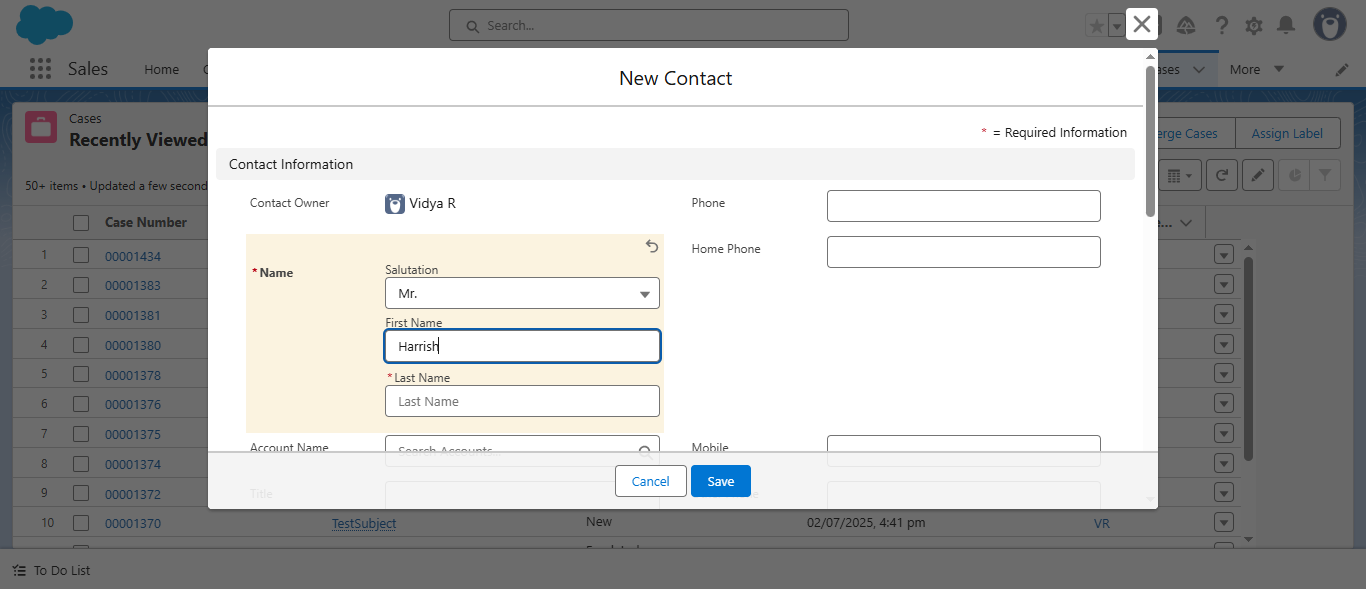 Search...
Sales
Home
ases
More
New Contact
Cases
Recently Viewed
erge Cases
Assign Label
* = Required Information
Contact Information
50+ items • Updated a few second
Contact Owner
Vidya R
Phone
Case Number
Home Phone
*Name
Salutation
Mr.
First Name
Harrish
*Last Name
Last Name
Account Name
Search Accounts...
Mobile
Title
1 00001434
2 00001383
3 00001381
4 00001380
5 00001378
6 00001376
7 00001375
8 00001374
9 00001372
Cancel
Save
10 00001370 TestSubject New 02/07/2025, 4:41 pm VR
To Do List